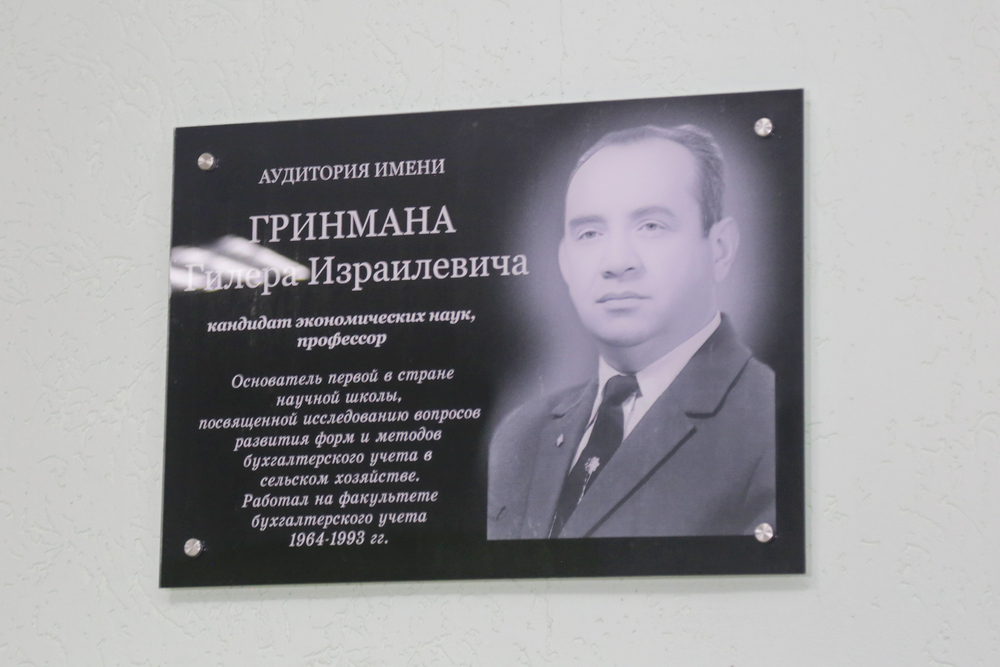 АУДИТОРИЯ ИМЕНИ
ГРИНМАНА
Гилера Израилевича
кандидат экономических наук,
профессор
Основатель первой в стране
научной школы,
посвященной исследованию вопросов
развития форм и методов
бухгалтерского учета в
сельском хозяйстве.
Работал на факультете
бухгалтерского учета
1964-1993 гг.